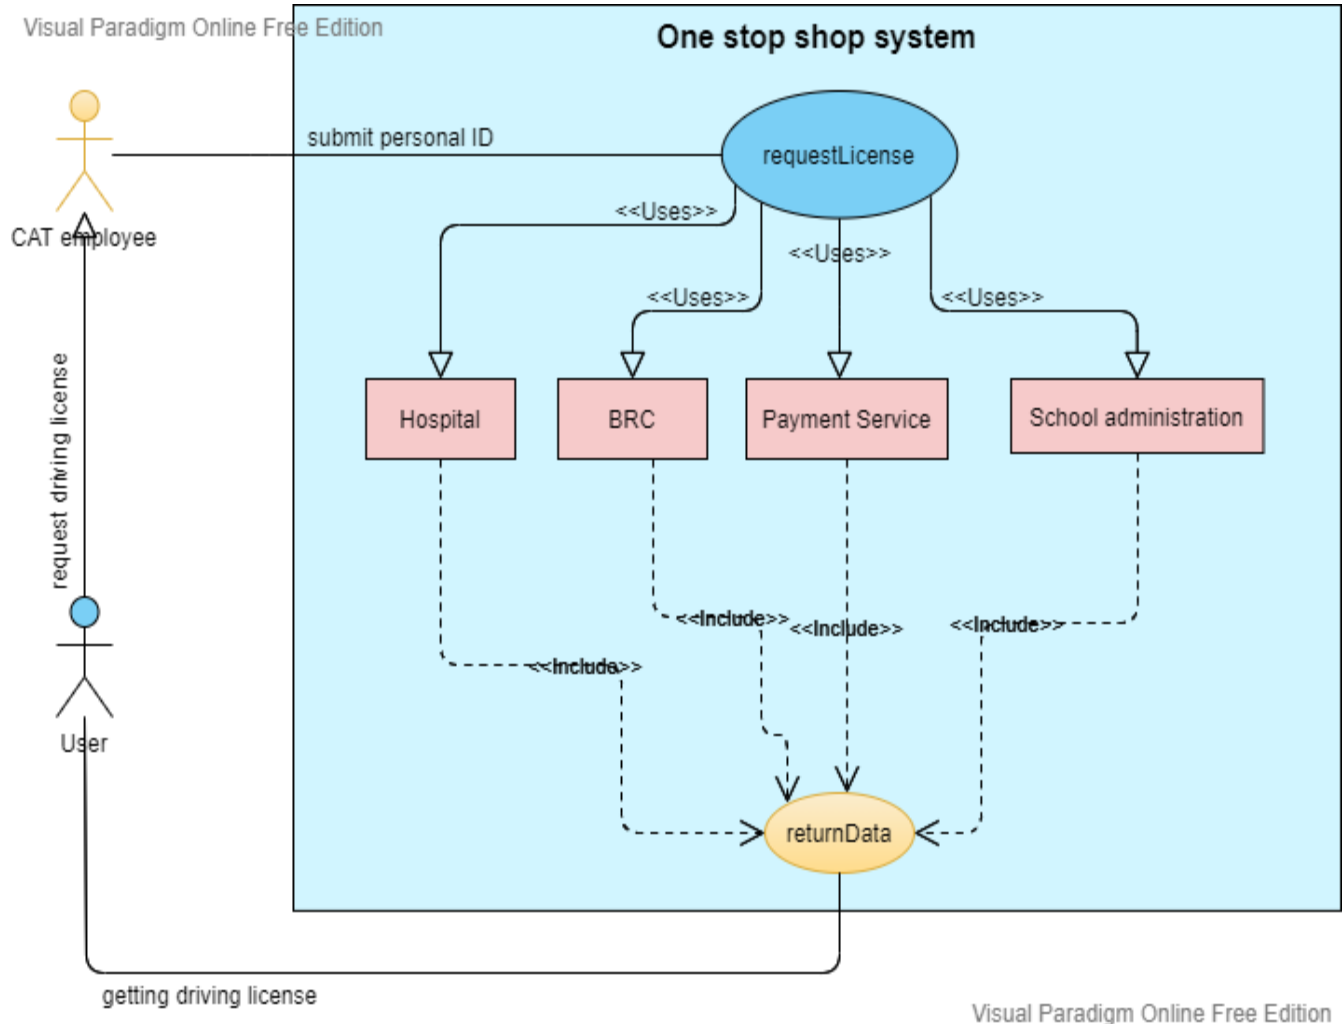 Visual Paradigm Online Free Edition
One stop shop system
submit personal ID
requestLicense
CAT employee
<<Uses>>
<<Uses>>
<<Uses>>
<<Uses>>
request driving license
Hospital
BRC
Payment Service
School administration
<<Include>>
<<Include>>
<<Include>>
<<Include>>
User
returnData
getting driving license
Visual Paradigm Online Free Edition